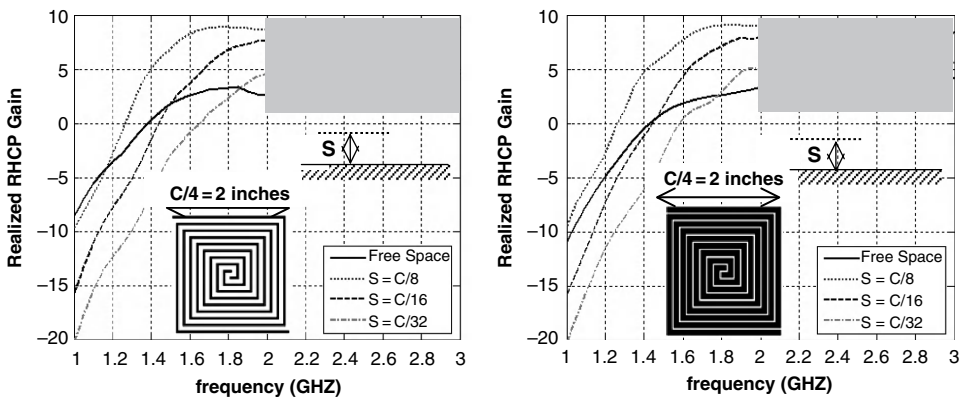 Realized RHCP Gain
10
5
0
−5
−10
−15
−20
1
1.2
1.4
1.6
1.8
2
2.2
2.4
2.6
2.8
3
frequency (GHZ)
S
C/4 = 2 inches
Free Space
S = C/8
S = C/16
S = C/32
Realized RHCP Gain
10
5
0
−5
−10
−15
−20
1
1.2
1.4
1.6
1.8
2
2.2
2.4
2.6
2.8
3
frequency (GHZ)
S
C/4 = 2 inches
Free Space
S = C/8
S = C/16
S = C/32